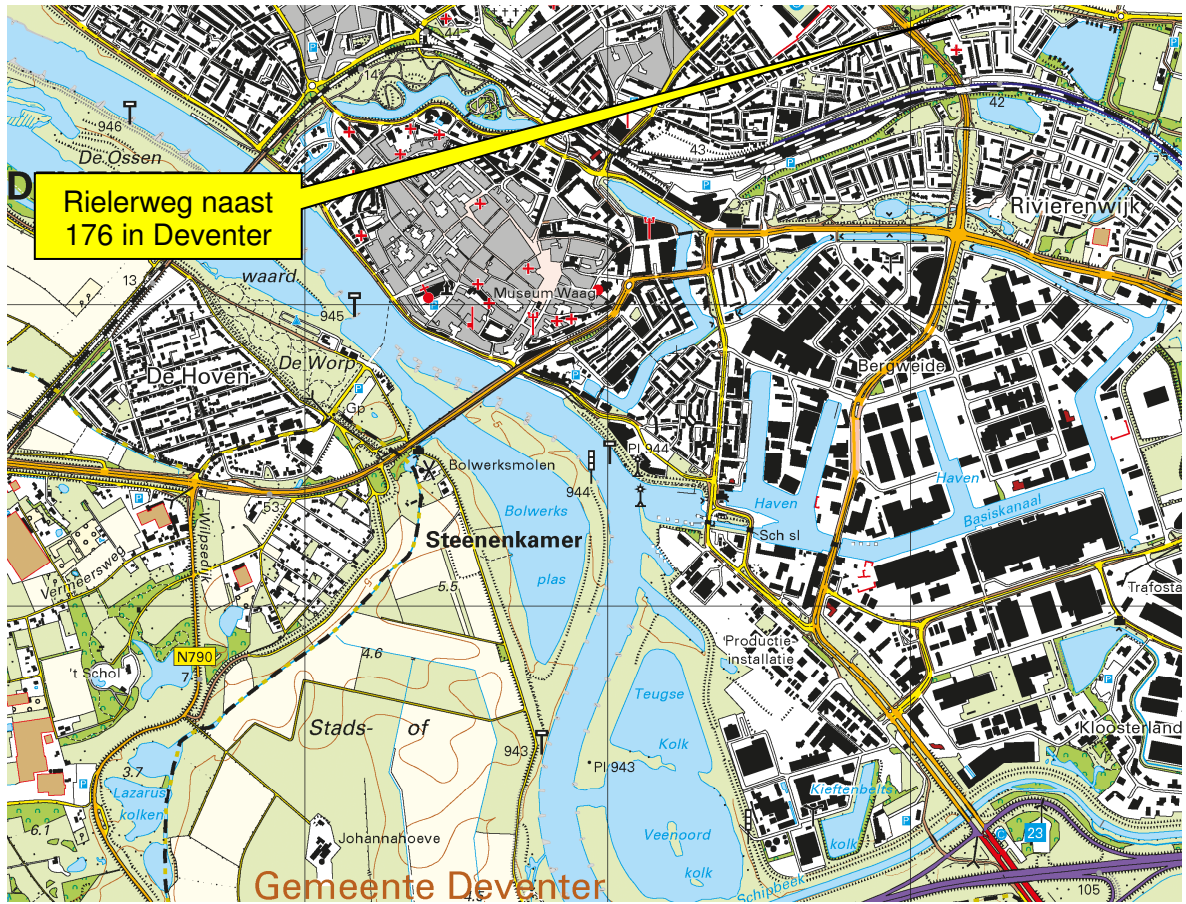 44
14
42
946
43
De Ossen
D
Rielerweg naast
176 in Deventer
Rivierenwijk
waard
13
945
Museum Waag
De Worp
De Hoven
Bergweide
Gp
Pl 944
Bolwerksmolen
944
Haven
Haven
Basiskanaal
53
Wilpsedijk
Bolwerks
Steenenkamer
Sch sl
plas
Vermeersweg
5
5.5
Trafosta
N790
4.6
Productie-
installatie
't Schol
7
Teugse
Stads- of
Kolk
943
Kloosterland
3.7
Pl 943
Lazarus
kolken
Kieftenbelts
6.1
Johannahoeve
Veenoord
kolk
kolk
C
23
Gemeente Deventer
Schipbeek
105
4.5